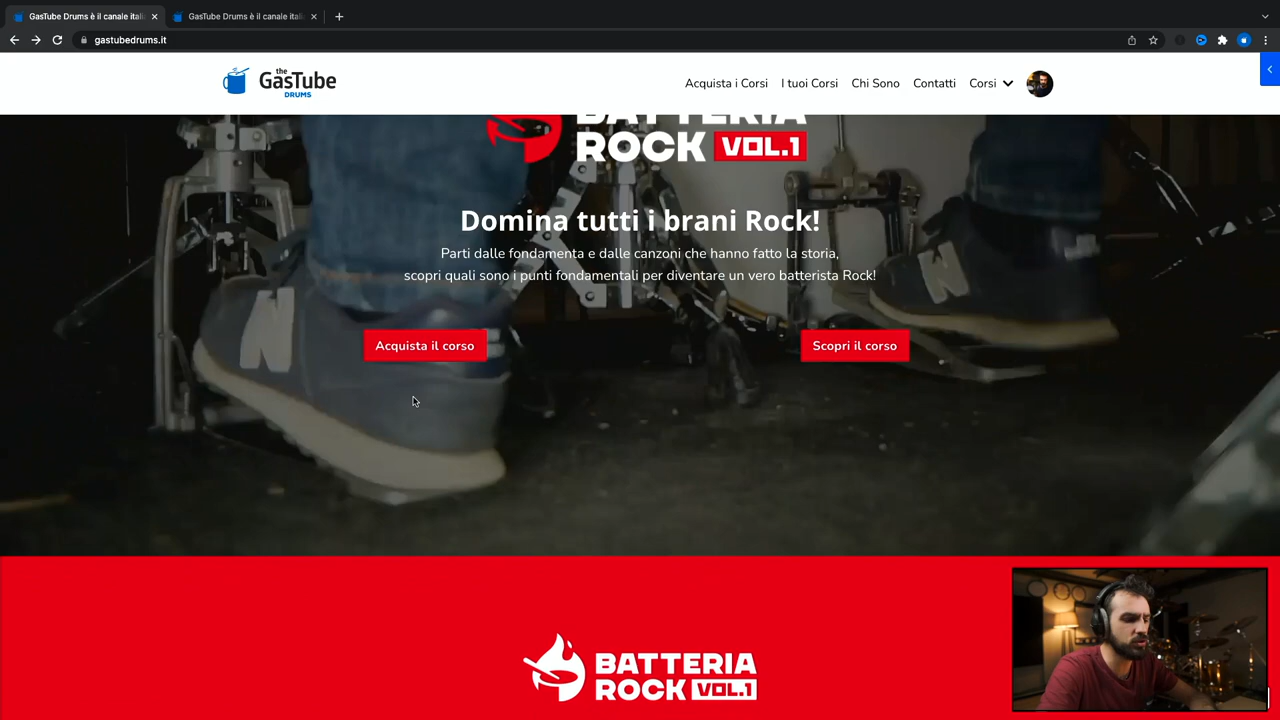 GasTube Drums è il canale itali
GasTube Drums è il canale itali
gastubedrums.it
the
GasTube
DRUMS
Acquista i Corsi
I tuoi Corsi
Chi Sono
Contatti
Corsi
BATTERIA
ROCK VOL.1
Domina tutti i brani Rock!
Parti dalle fondamenta e dalle canzoni che hanno fatto la storia,
scopri quali sono i punti fondamentali per diventare un vero batterista Rock!
Acquista il corso
Scopri il corso
BATTERIA
ROCK VOL.1